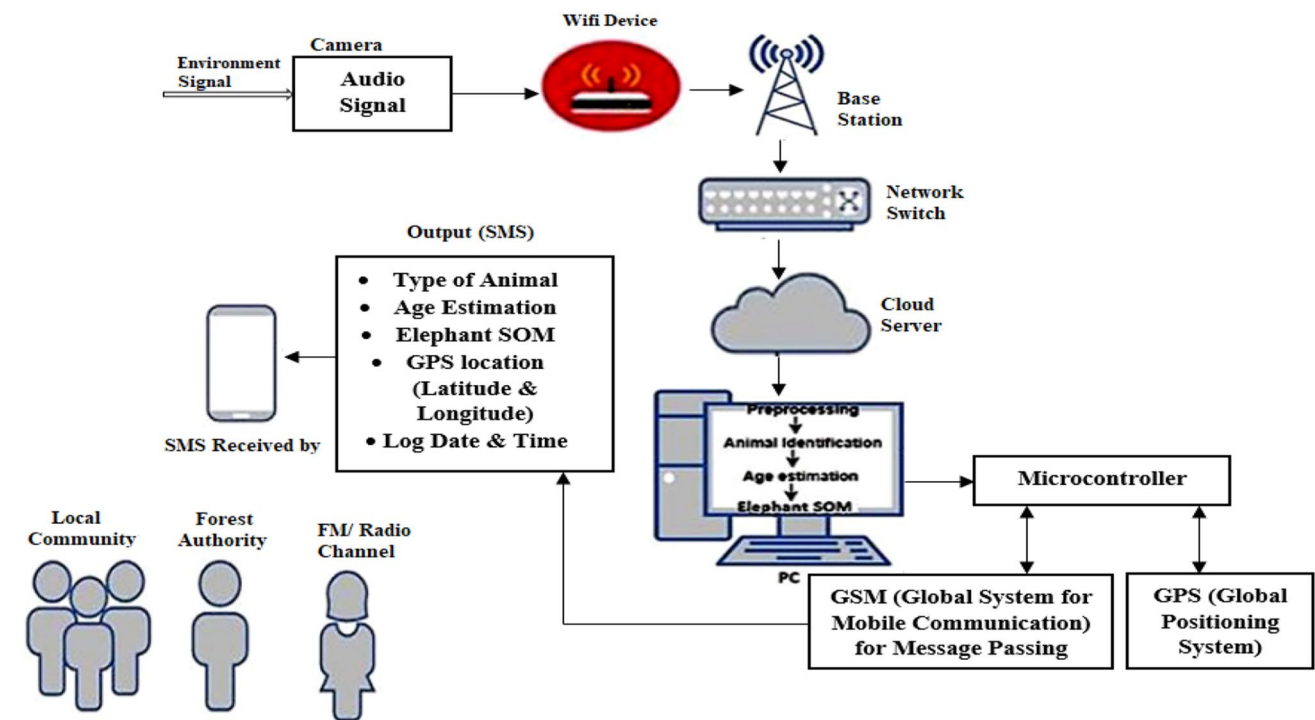 Wifi Device
Camera
Environment
Signal
Audio
Signal
Base
Station
Network
Switch
Output (SMS)
• Type of Animal
• Age Estimation
• Elephant SOM
• GPS location
(Latitude &
Longitude)
• Log Date & Time
Cloud
Server
SMS Received by
Preprocessing
Animal Identification
Age estimation
Elephant SOM
PC
Microcontroller
GSM (Global System for
Mobile Communication)
for Message Passing
GPS (Global
Positioning
System)
Local
Community
Forest
Authority
FM/ Radio
Channel